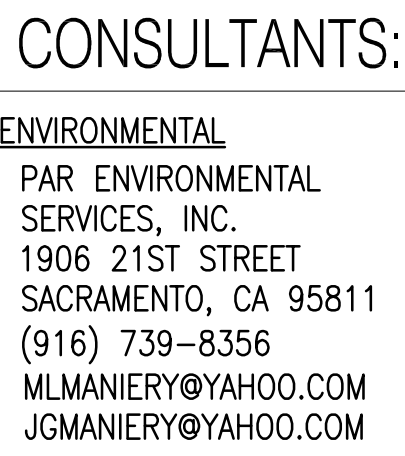 CONSULTANTS:
ENVIRONMENTAL
PAR ENVIRONMENTAL
SERVICES, INC.
1906 21ST STREET
SACRAMENTO, CA 95811
(916) 739-8356
MLMANIERY@YAHOO.COM
JGMANIERY@YAHOO.COM